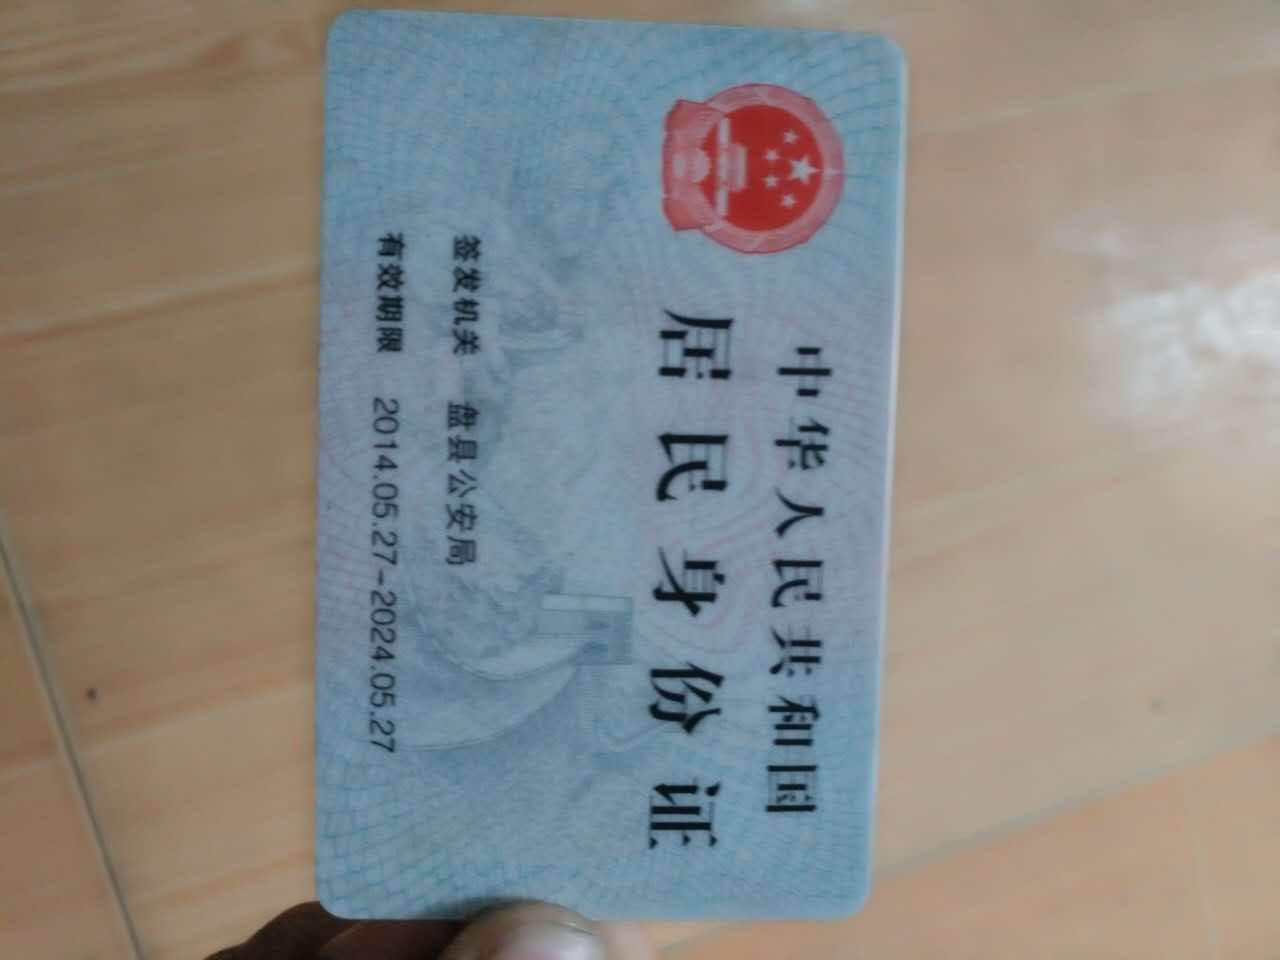 中华人民共和国
居民身份证
签发机关 盘县公安局
有效期限 2014.05.27-2024.05.27